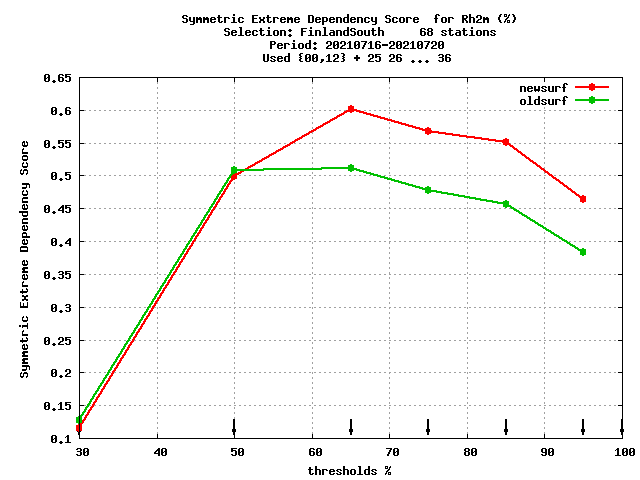 Symmetric Extreme Dependency Score  for Rh2m (%)
Selection: FinlandSouth     68 stations
Period: 20210716-20210720
Used {00,12} + 25 26 ... 36
newsurf
oldsurf
Symmetric Extreme Dependency Score
0.65
0.6
0.55
0.5
0.45
0.4
0.35
0.3
0.25
0.2
0.15
0.1
30 40 50 60 70 80 90 100
thresholds %